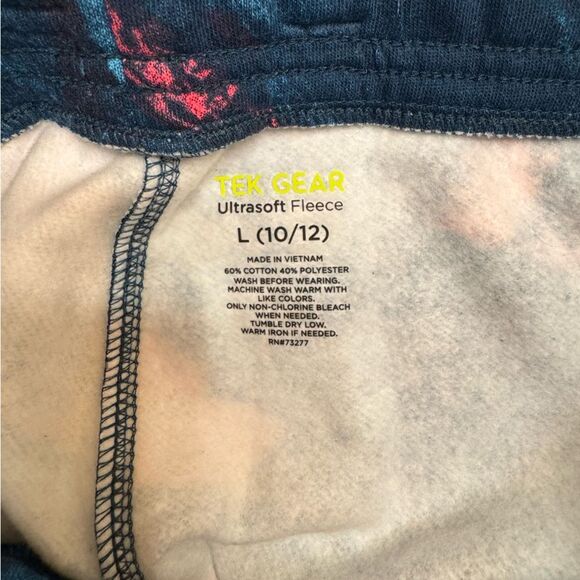 TEK GEAR
Ultrasoft Fleece
L (10/12)
MADE IN VIETNAM
60% COTTON 40% POLYESTER
WASH BEFORE WEARING.
MACHINE WASH WARM WITH
LIKE COLORS.
ONLY NON-CHLORINE BLEACH
WHEN NEEDED.
TUMBLE DRY LOW.
WARM IRON IF NEEDED.
RN#73277